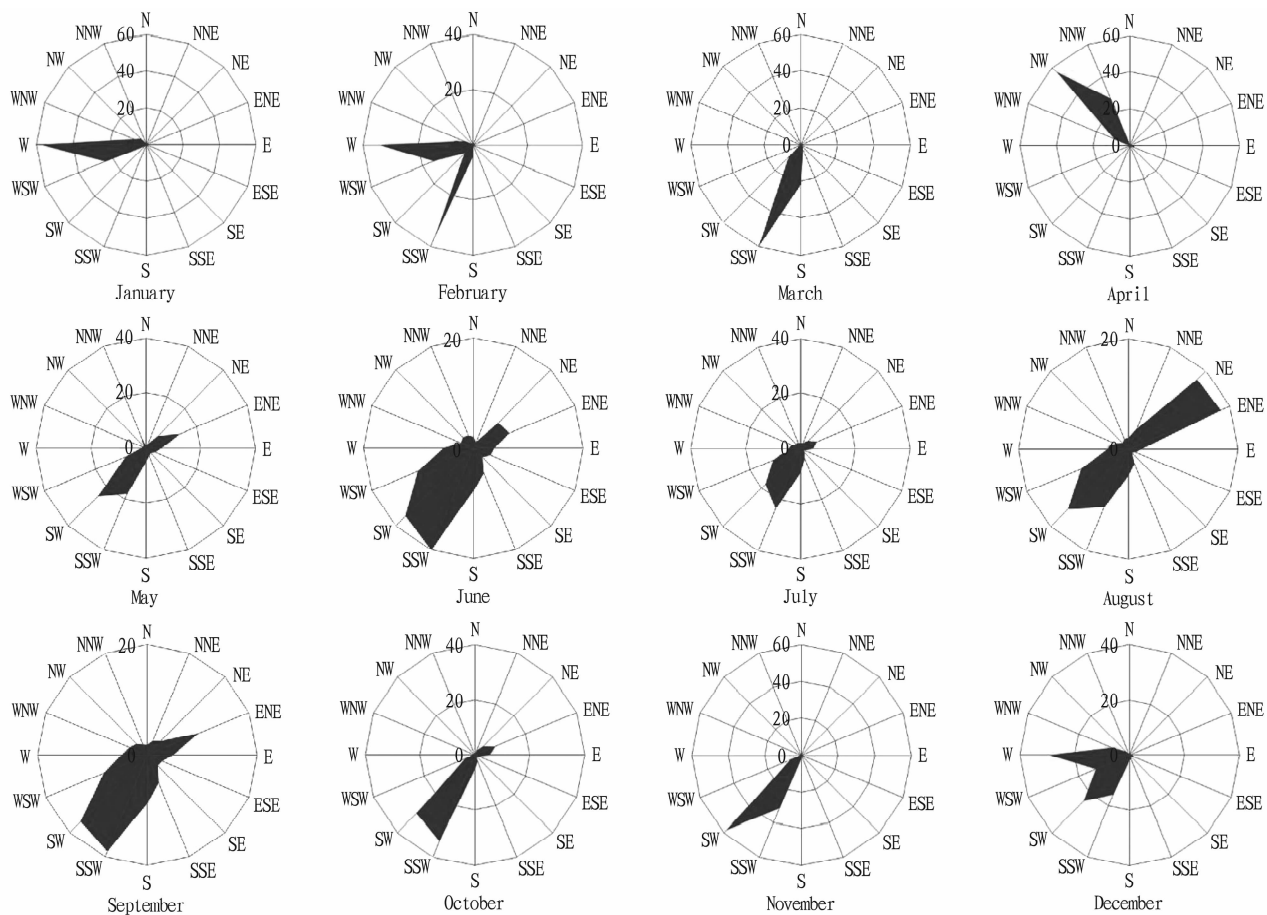 N
NNW 60 NNE
NW NE
40
WNW ENE
20
W 0 E
WSW ESE
SW SE
SSW SSE
S
January
N
NNW 40 NNE
NW NE
20
WNW ENE
W 0 E
WSW ESE
SW SE
SSW SSE
S
February
N
NNW 60 NNE
NW NE
40
WNW ENE
20
W 0 E
WSW ESE
SW SE
SSW SSE
S
March
N
NNW 60 NNE
NW NE
40
WNW ENE
20
W 0 E
WSW ESE
SW SE
SSW SSE
S
April
N
NNW 40 NNE
NW NE
20
WNW ENE
W 0 E
WSW ESE
SW SE
SSW SSE
S
May
N
NNW 20 NNE
NW NE
WNW ENE
W 0 E
WSW ESE
SW SE
SSW SSE
S
June
N
NNW 40 NNE
NW NE
20
WNW ENE
W 0 E
WSW ESE
SW SE
SSW SSE
S
July
N
NNW 20 NNE
NW NE
WNW ENE
W 0 E
WSW ESE
SW SE
SSW SSE
S
August
N
NNW 20 NNE
NW NE
WNW ENE
W 0 E
WSW ESE
SW SE
SSW SSE
S
September
N
NNW 40 NNE
NW NE
20
WNW ENE
W 0 E
WSW ESE
SW SE
SSW SSE
S
October
N
NNW 60 NNE
NW NE
40
WNW ENE
20
W 0 E
WSW ESE
SW SE
SSW SSE
S
November
N
NNW 40 NNE
NW NE
20
WNW ENE
W 0 E
WSW ESE
SW SE
SSW SSE
S
December